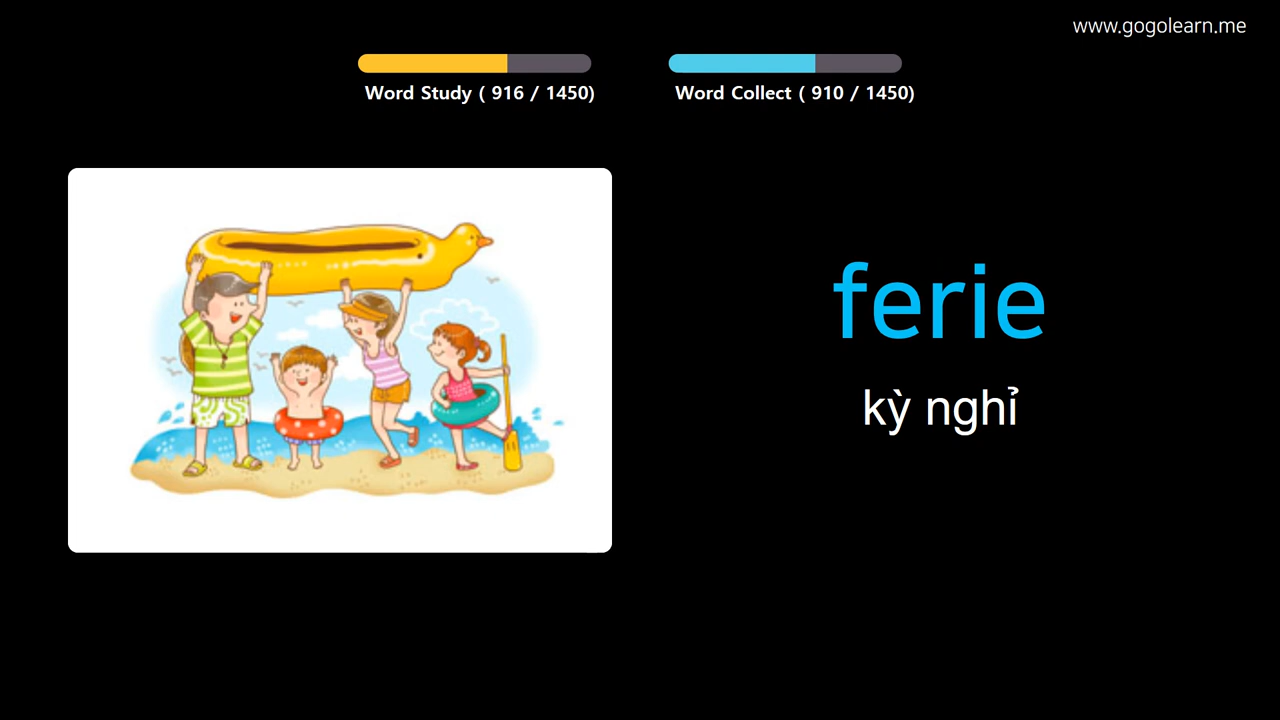 www.gogolearn.me
Word Study ( 916 / 1450)
Word Collect ( 910 / 1450)
ferie
kỳ nghỉ